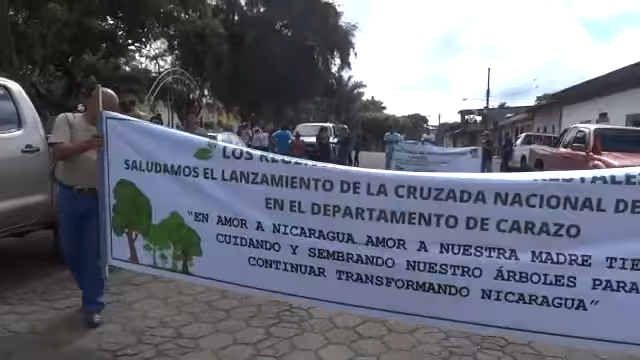 LOS
SALUDAMOS EL LANZAMIENTO DE LA CRUZADA NACIONAL DE
EN EL DEPARTAMENTO DE CARAZO
"EN AMOR A NICARAGUA...AMOR A NUESTRA MADRE
CUIDANDO Y SEMBRANDO NUESTRO ÁRBOLES PARA
CONTINUAR TRANSFORMANDO NICARAGUA"